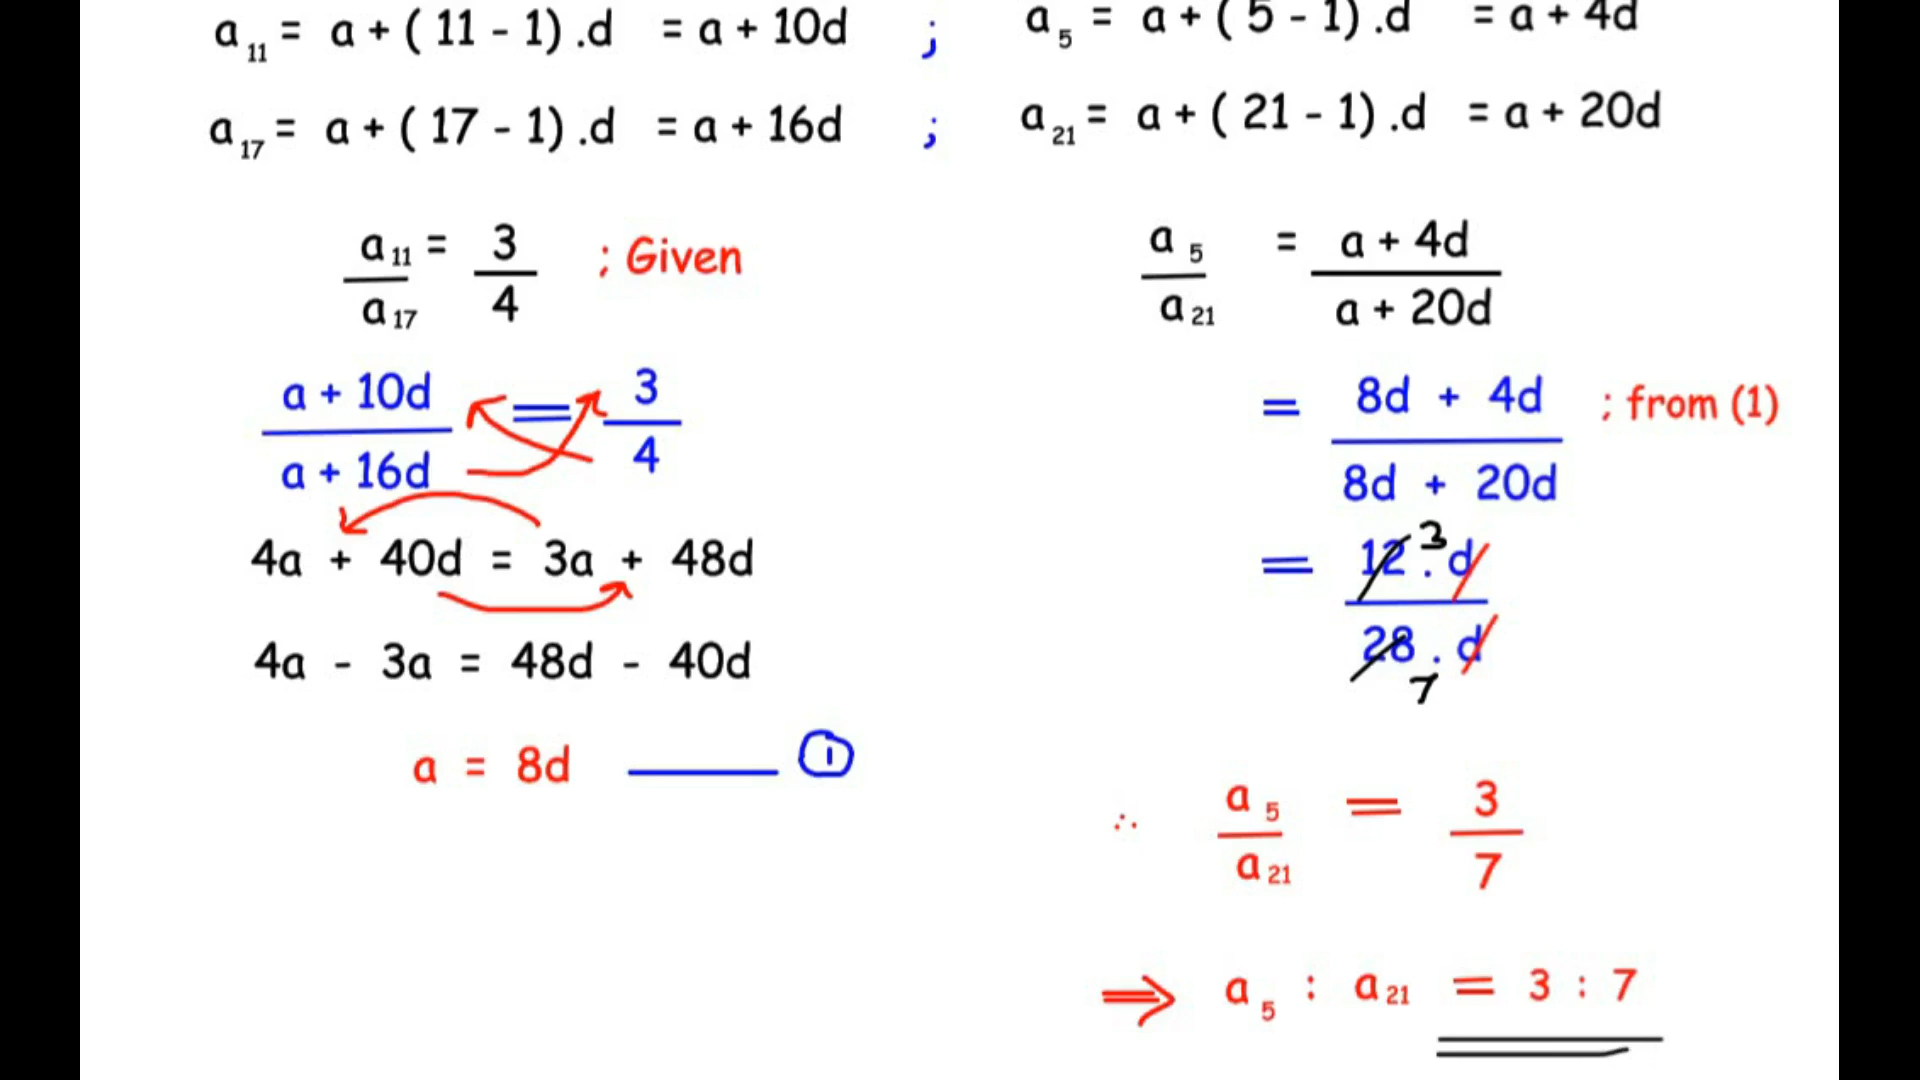 a₁₁ = a + ( 11 - 1) .d = a + 10d ;
a₁₇ = a + ( 17 - 1) .d = a + 16d ;
a₁₁ = 3 ; Given
a₁₇ 4
a + 10d = 3
a + 16d 4
4a + 40d = 3a + 48d
4a - 3a = 48d - 40d
a = 8d ——— ①
a₅ = a + ( 5 - 1) .d = a + 4d
a₂₁ = a + ( 21 - 1) .d = a + 20d
a₅ = a + 4d
a₂₁ a + 20d
= 8d + 4d ; from (1)
8d + 20d
3
= 12 . d
28 . d
7
∴ a₅ = 3
a₂₁ 7
⇒ a₅ : a₂₁ = 3 : 7